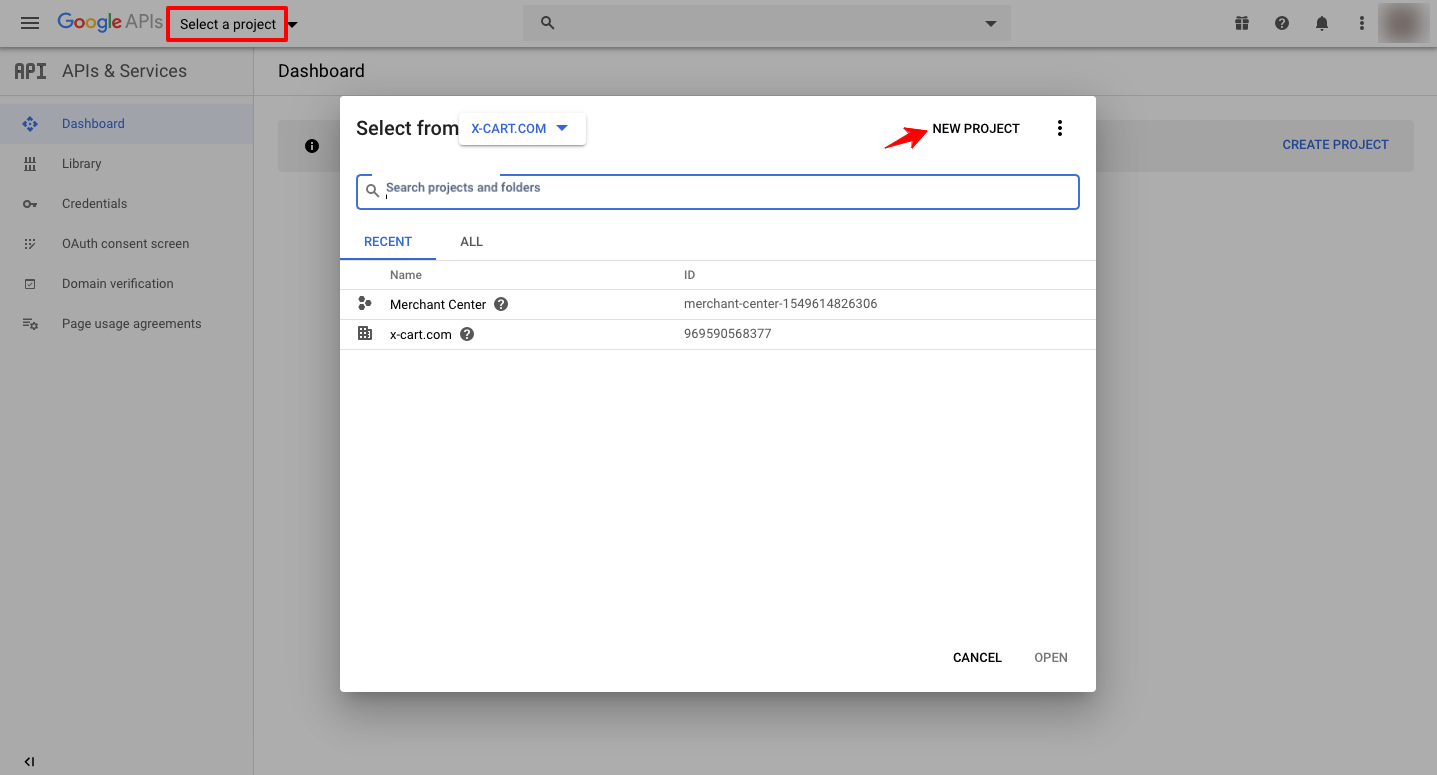 Google APIs Select a project
API APIs & Services
Dashboard
Dashboard
Library
Credentials
OAuth consent screen
Domain verification
Page usage agreements
CREATE PROJECT
Select from X-CART.COM
NEW PROJECT
Search projects and folders
RECENT ALL
Name ID
Merchant Center merchant-center-1549614826306
x-cart.com 969590568377
CANCEL OPEN